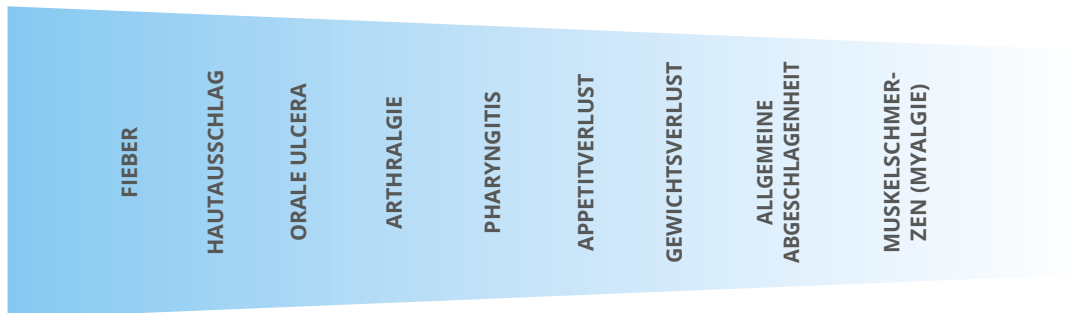 FIEBER
HAUTAUSSCHLAG
ORALE ULCERA
ARTHRALGIE
PHARYNGITIS
APPETITVERLUST
GEWICHTSVERLUST
ALLGEMEINE
ABGESCHLAGENHEIT
MUSKELSCHMER-
ZEN (MYALGIE)